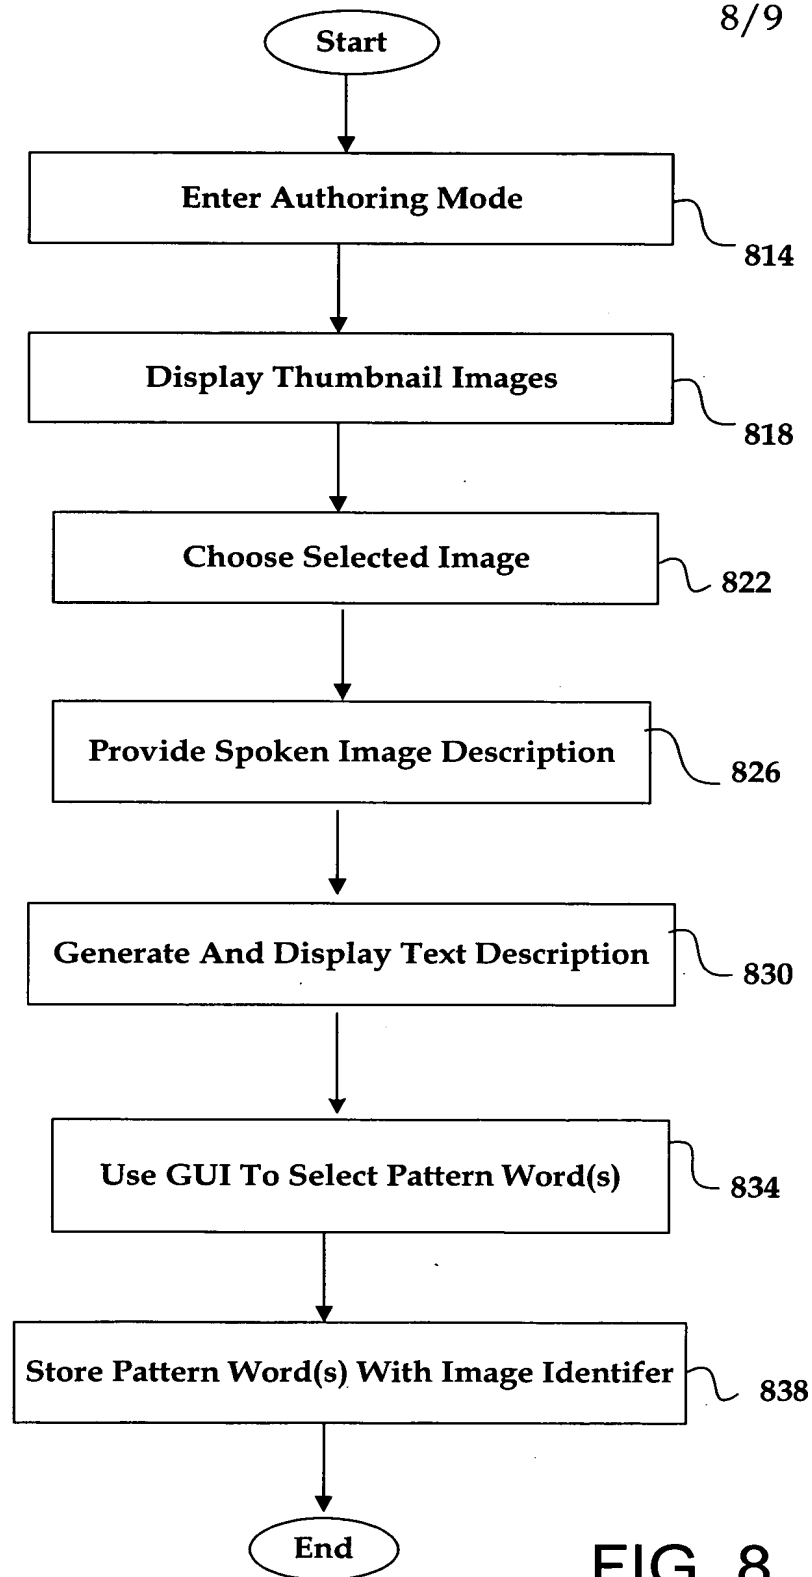 8/9
Start
Enter Authoring Mode
814
Display Thumbnail Images
818
Choose Selected Image
822
Provide Spoken Image Description
826
Generate And Display Text Description
830
Use GUI To Select Pattern Word(s)
834
Store Pattern Word(s) With Image Identifer
838
End
FIG. 8